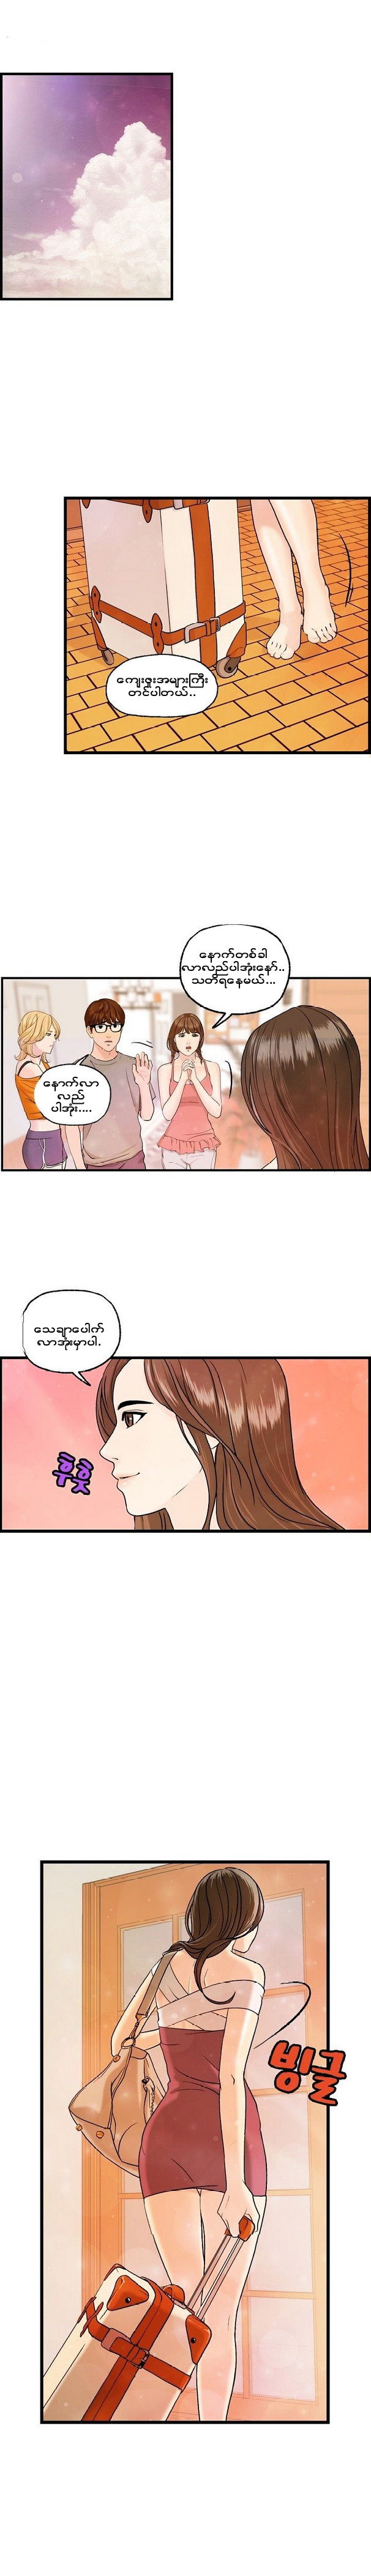 ကျေးဇူးအများကြီး
တင်ပါတယ်..
နောက်တစ်ခါ
လာလည်ပါအုံးနော်..
သတိရနေမယ်...
နောက်လာ
လည်
ပါအုံး....
သေချာပေါက်
လာအုံးမှာပါ.
후훗
빙글